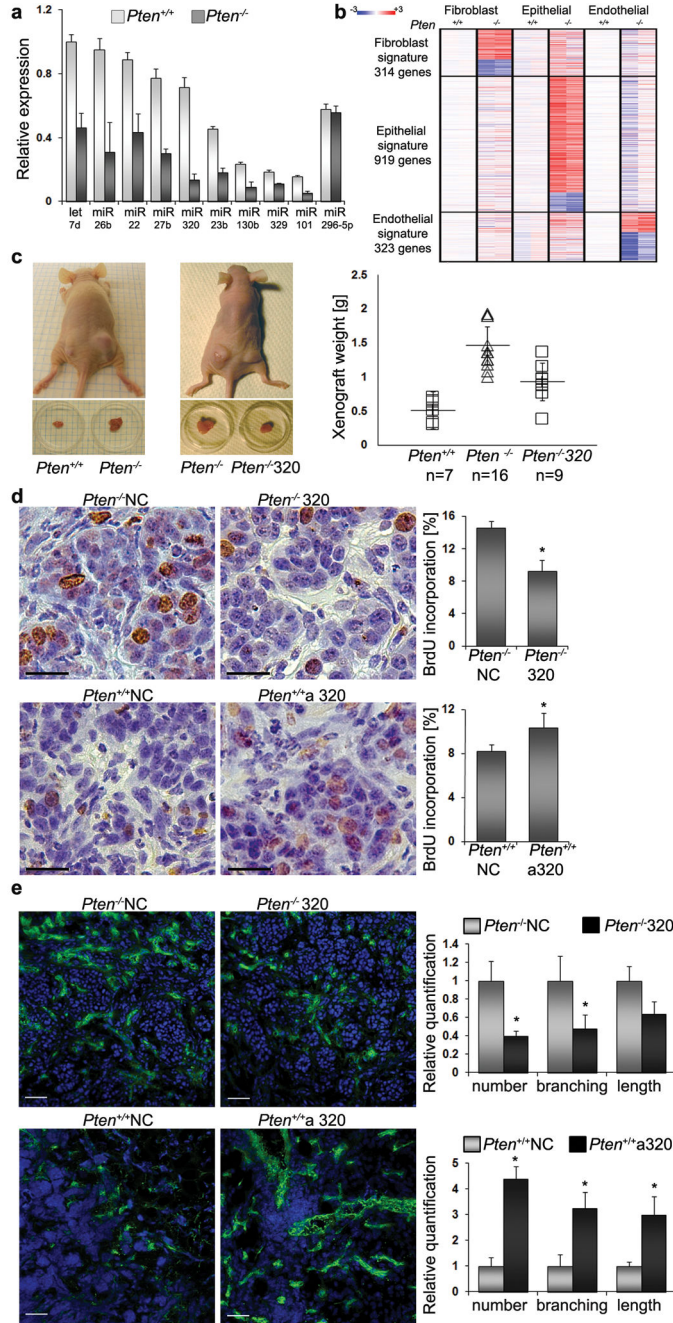 a
Pten+/+ Pten-/-
Relative expression
1.2
0.8
0.4
0
let 7d
miR 26b
miR 22
miR 27b
miR 320
miR 23b
miR 130b
miR 329
miR 101
miR 296-5p
b
-3 +3
Fibroblast Epithelial Endothelial
Pten +/+ -/- +/+ -/- +/+ -/-
Fibroblast
signature
314 genes
Epithelial
signature
919 genes
Endothelial
signature
323 genes
c
Pten+/+ Pten-/-
Pten-/- Pten-/-320
Xenograft weight [g]
2.5
2
1.5
1
0.5
0
Pten+/+ Pten -/- Pten-/-320
n=7 n=16 n=9
d
Pten-/-NC
Pten-/- 320
BrdU incorporation [%]
16
12
8
4
0
*
Pten-/- NC
Pten-/- 320
Pten+/+NC
Pten+/+a 320
BrdU incorporation [%]
12
8
4
0
*
Pten+/+ NC
Pten+/+ a320
e
Pten-/-NC
Pten-/- 320
Pten-/-NC Pten-/-320
Relative quantification
1.4
1.2
1
0.8
0.6
0.4
0.2
0
* *
number branching length
Pten+/+NC
Pten+/+a 320
Pten+/+NC Pten+/+a320
Relative quantification
5
4
3
2
1
0
* * *
number branching length